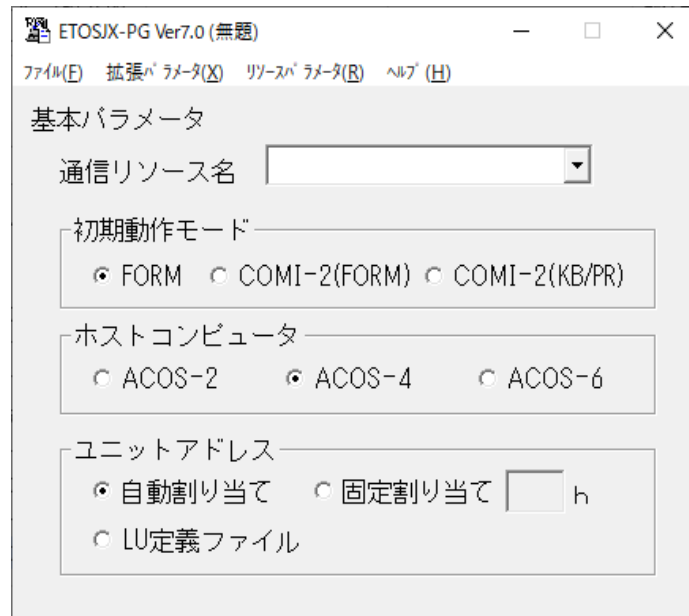 ETOSJX-PG Ver7.0 (無題)
ﾌｧｲﾙ(F) 拡張ﾊﾟﾗﾒｰﾀ(X) ﾘｿｰｽﾊﾟﾗﾒｰﾀ(R) ﾍﾙﾌﾟ(H)
基本パラメータ
通信リソース名
初期動作モード
FORM COMI-2(FORM) COMI-2(KB/PR)
ホストコンピュータ
ACOS-2 ACOS-4 ACOS-6
ユニットアドレス
自動割り当て 固定割り当て h
LU定義ファイル